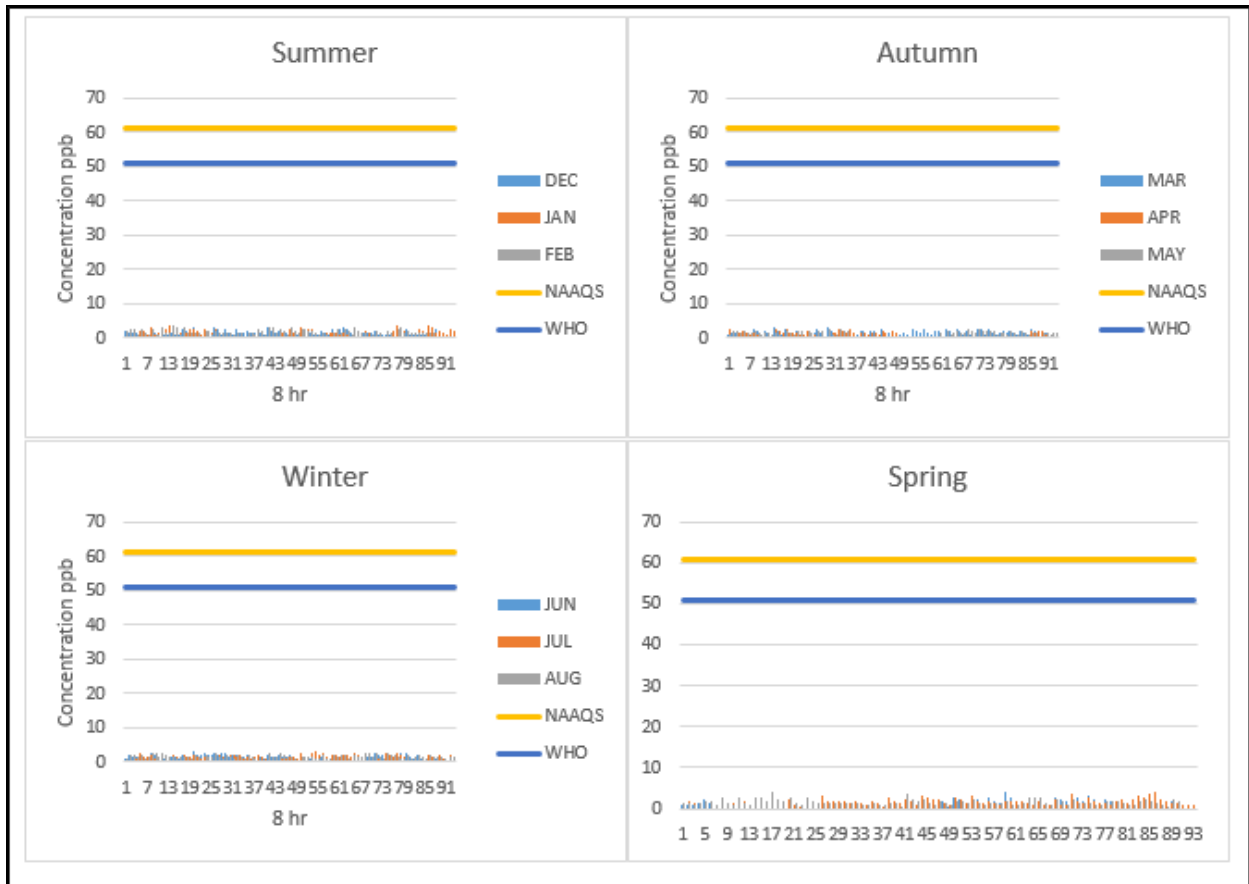 Summer
70
60
50
40
30
20
10
0
Concentration ppb
1 7 13 19 25 31 37 43 49 55 61 67 73 79 85 91
8 hr
DEC
JAN
FEB
NAAQS
WHO
Autumn
70
60
50
40
30
20
10
0
Concentration ppb
1 7 13 19 25 31 37 43 49 55 61 67 73 79 85 91
8 hr
MAR
APR
MAY
NAAQS
WHO
Winter
70
60
50
40
30
20
10
0
Concentration ppb
1 7 13 19 25 31 37 43 49 55 61 67 73 79 85 91
8 hr
JUN
JUL
AUG
NAAQS
WHO
Spring
70
60
50
40
30
20
10
0
1 5 9 13 17 21 25 29 33 37 41 45 49 53 57 61 65 69 73 77 81 85 89 93